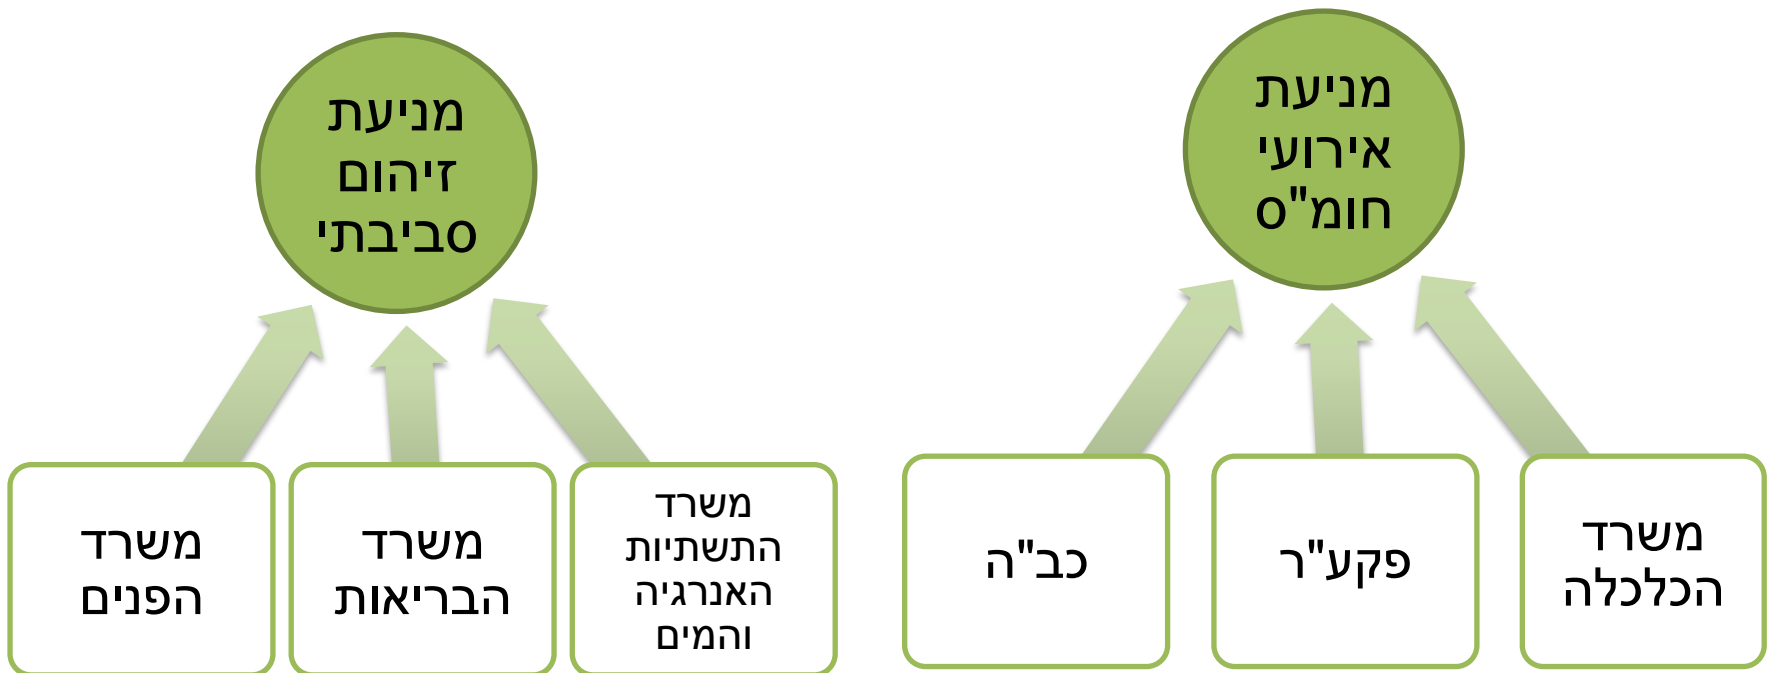 מניעת
אירועי
חומ"ס
מניעת
זיהום
סביבתי
משרד
הכלכלה
פקע"ר
כב"ה
משרד
התשתיות
האנרגיה
והמים
משרד
הבריאות
משרד
הפנים